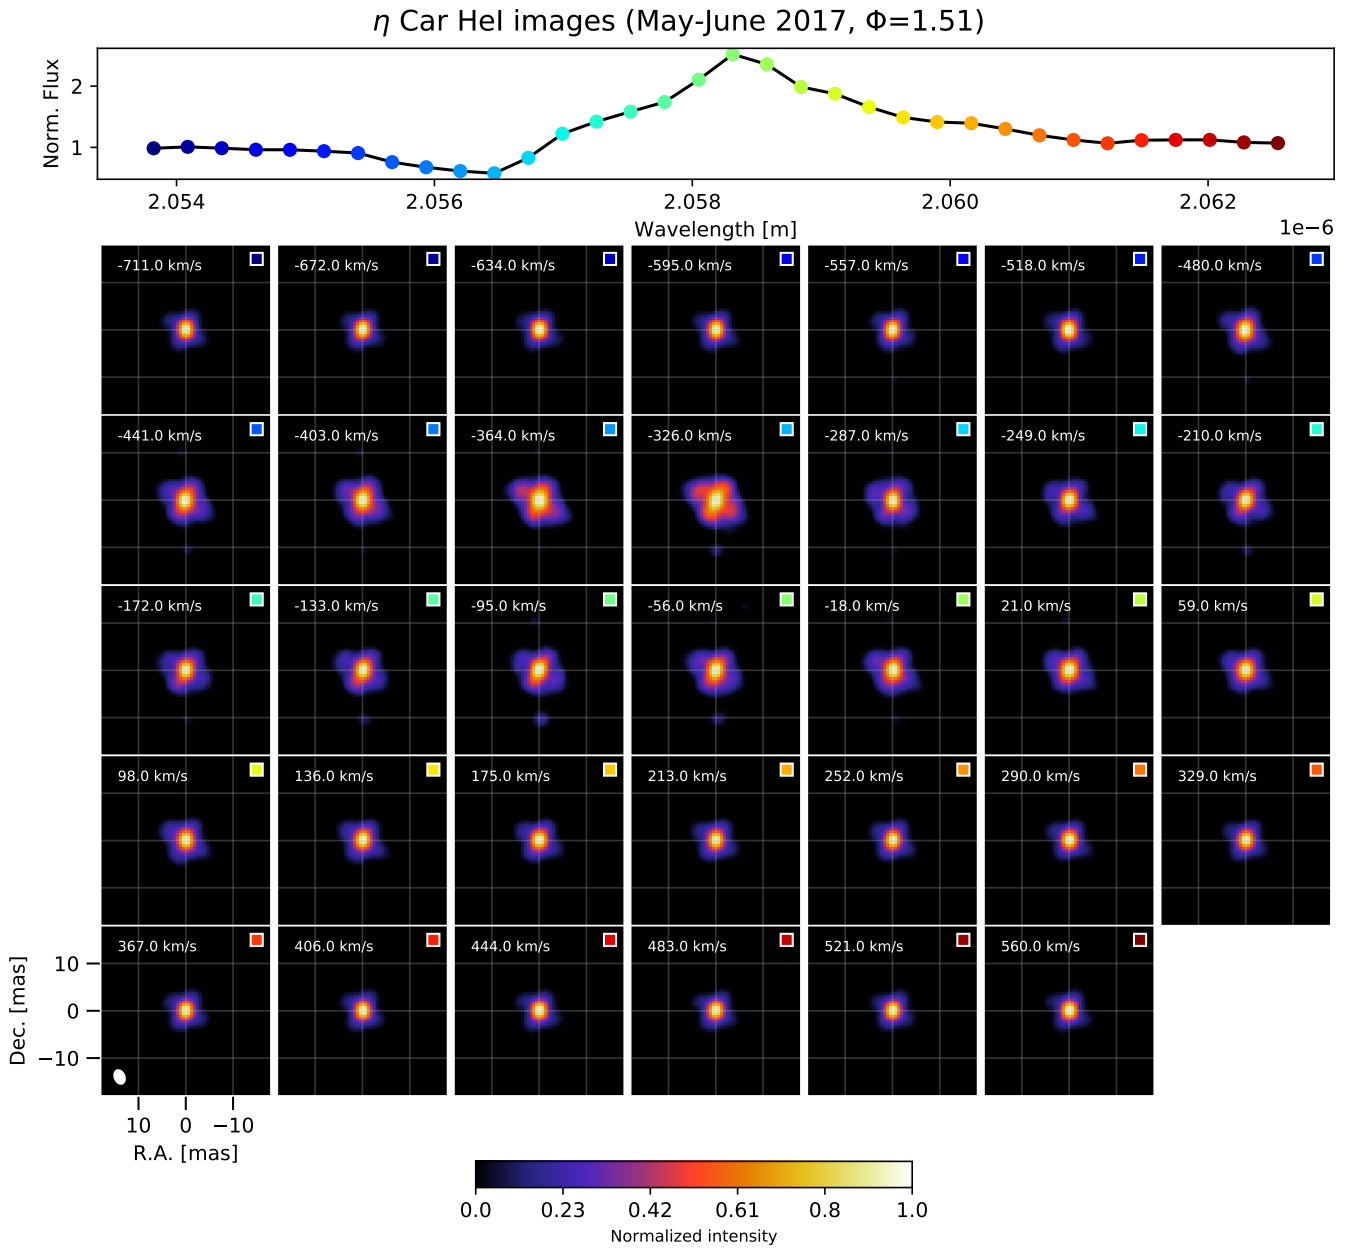 η Car HeI images (May-June 2017, Φ=1.51)
Norm. Flux
2
1
2.054 2.056 2.058 2.060 2.062
Wavelength [m]
1e−6
-711.0 km/s -672.0 km/s -634.0 km/s -595.0 km/s -557.0 km/s -518.0 km/s -480.0 km/s
-441.0 km/s -403.0 km/s -364.0 km/s -326.0 km/s -287.0 km/s -249.0 km/s -210.0 km/s
-172.0 km/s -133.0 km/s -95.0 km/s -56.0 km/s -18.0 km/s 21.0 km/s 59.0 km/s
98.0 km/s 136.0 km/s 175.0 km/s 213.0 km/s 252.0 km/s 290.0 km/s 329.0 km/s
367.0 km/s 406.0 km/s 444.0 km/s 483.0 km/s 521.0 km/s 560.0 km/s
Dec. [mas]
10
0
−10
10 0 −10
R.A. [mas]
0.0 0.23 0.42 0.61 0.8 1.0
Normalized intensity